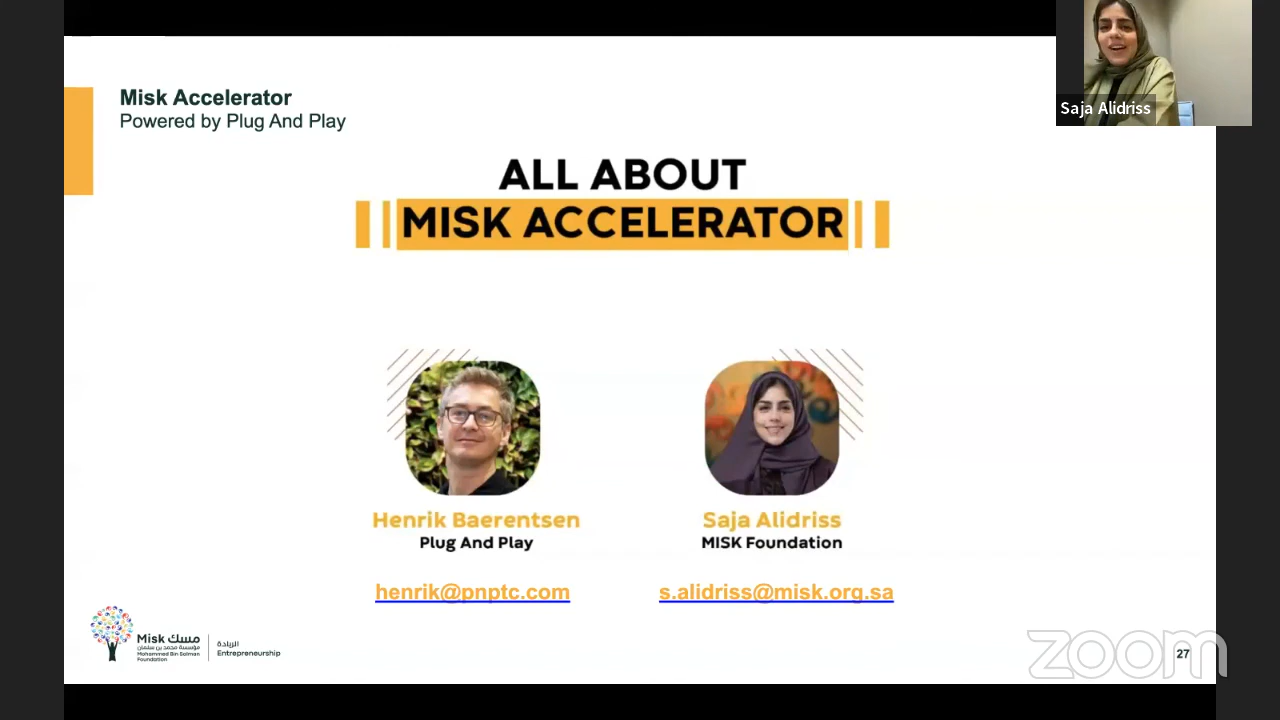 Saja Alidriss
Misk Accelerator
Powered by Plug And Play
ALL ABOUT
MISK ACCELERATOR
Henrik Baerentsen
Plug And Play
henrik@pnptc.com
Saja Alidriss
MISK Foundation
s.alidriss@misk.org.sa
Misk مسك
مؤسسة محمد بن سلمان
Mohammed Bin Salman
Foundation
الريادة
Entrepreneurship
zoom
27